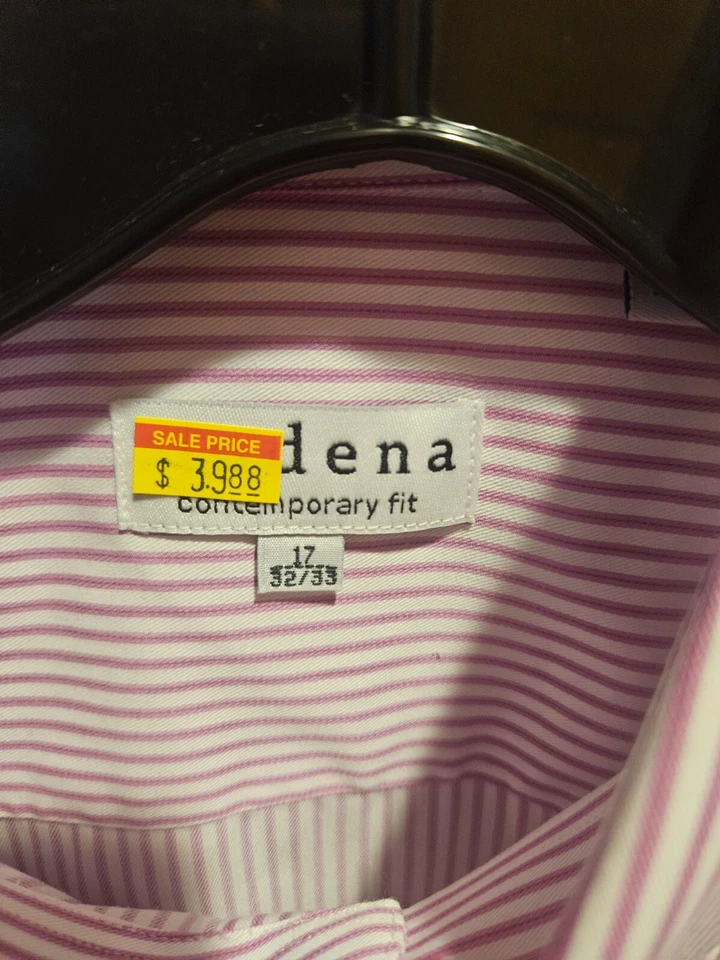 SALE PRICE
$ 3.988
dena
contemporary fit
17
32/33